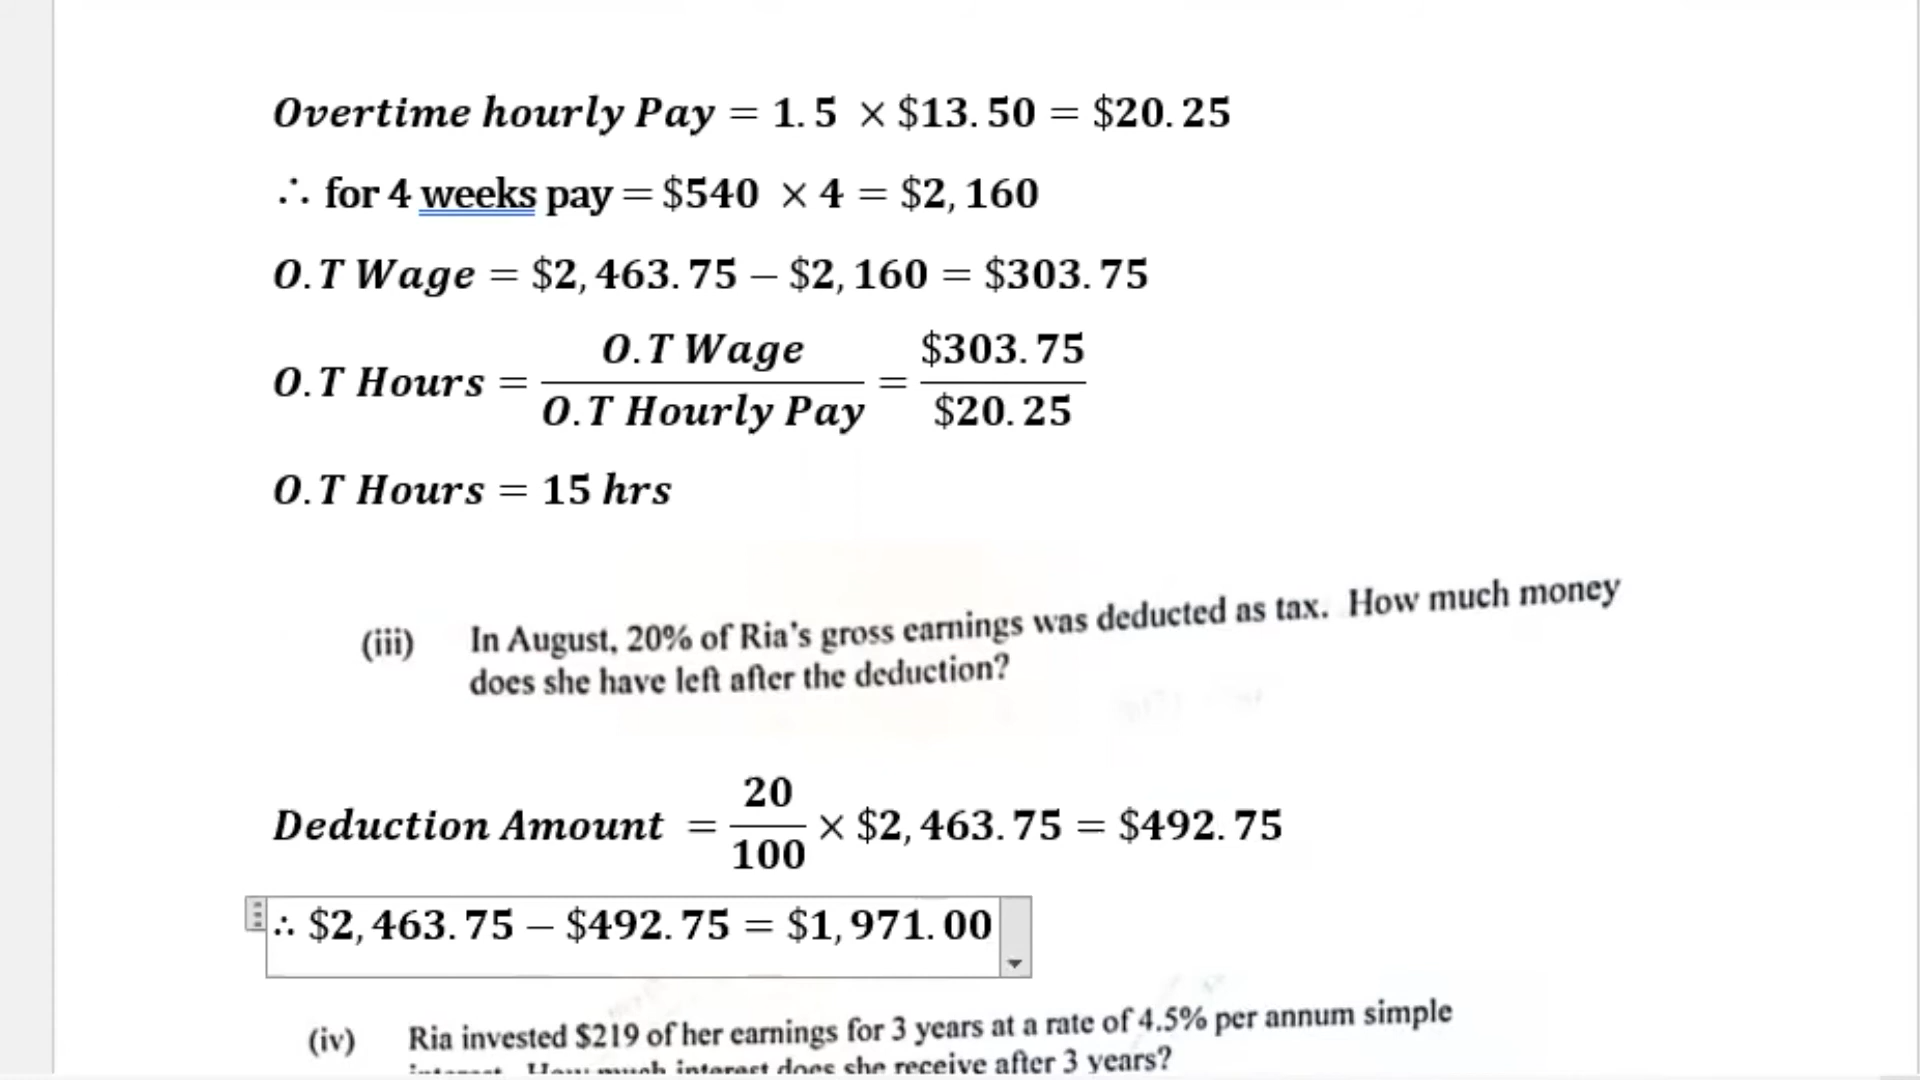 Overtime hourly Pay = 1.5 × $13.50 = $20.25
∴ for 4 weeks pay = $540 × 4 = $2,160
O.T Wage = $2,463.75 – $2,160 = $303.75
O.T Hours = O.T Wage / O.T Hourly Pay = $303.75 / $20.25
O.T Hours = 15 hrs
(iii) In August, 20% of Ria's gross earnings was deducted as tax. How much money
does she have left after the deduction?
Deduction Amount = 20/100 × $2,463.75 = $492.75
∴ $2,463.75 – $492.75 = $1,971.00
(iv) Ria invested $219 of her earnings for 3 years at a rate of 4.5% per annum simple
interest. How much interest does she receive after 3 years?